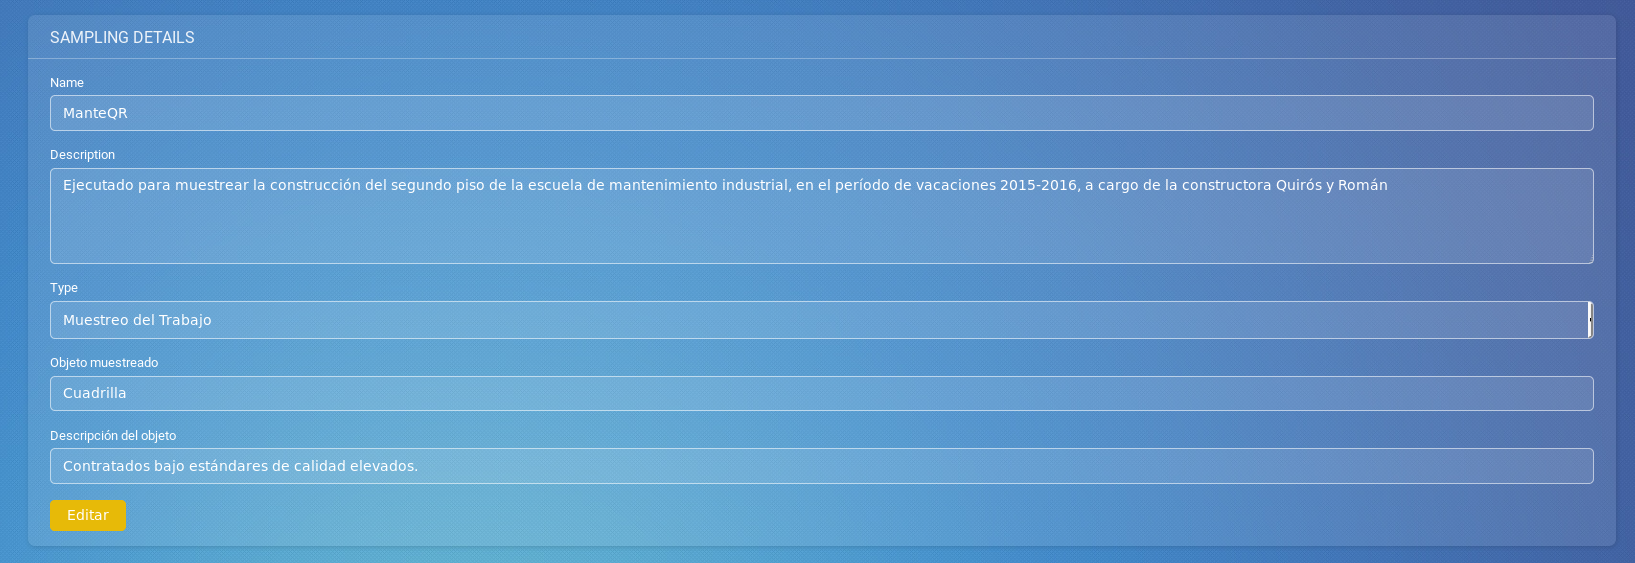 SAMPLING DETAILS
Name
ManteQR
Description
Ejecutado para muestrear la construcción del segundo piso de la escuela de mantenimiento industrial, en el período de vacaciones 2015-2016, a cargo de la constructora Quirós y Román
Type
Muestreo del Trabajo
Objeto muestreado
Cuadrilla
Descripción del objeto
Contratados bajo estándares de calidad elevados.
Editar